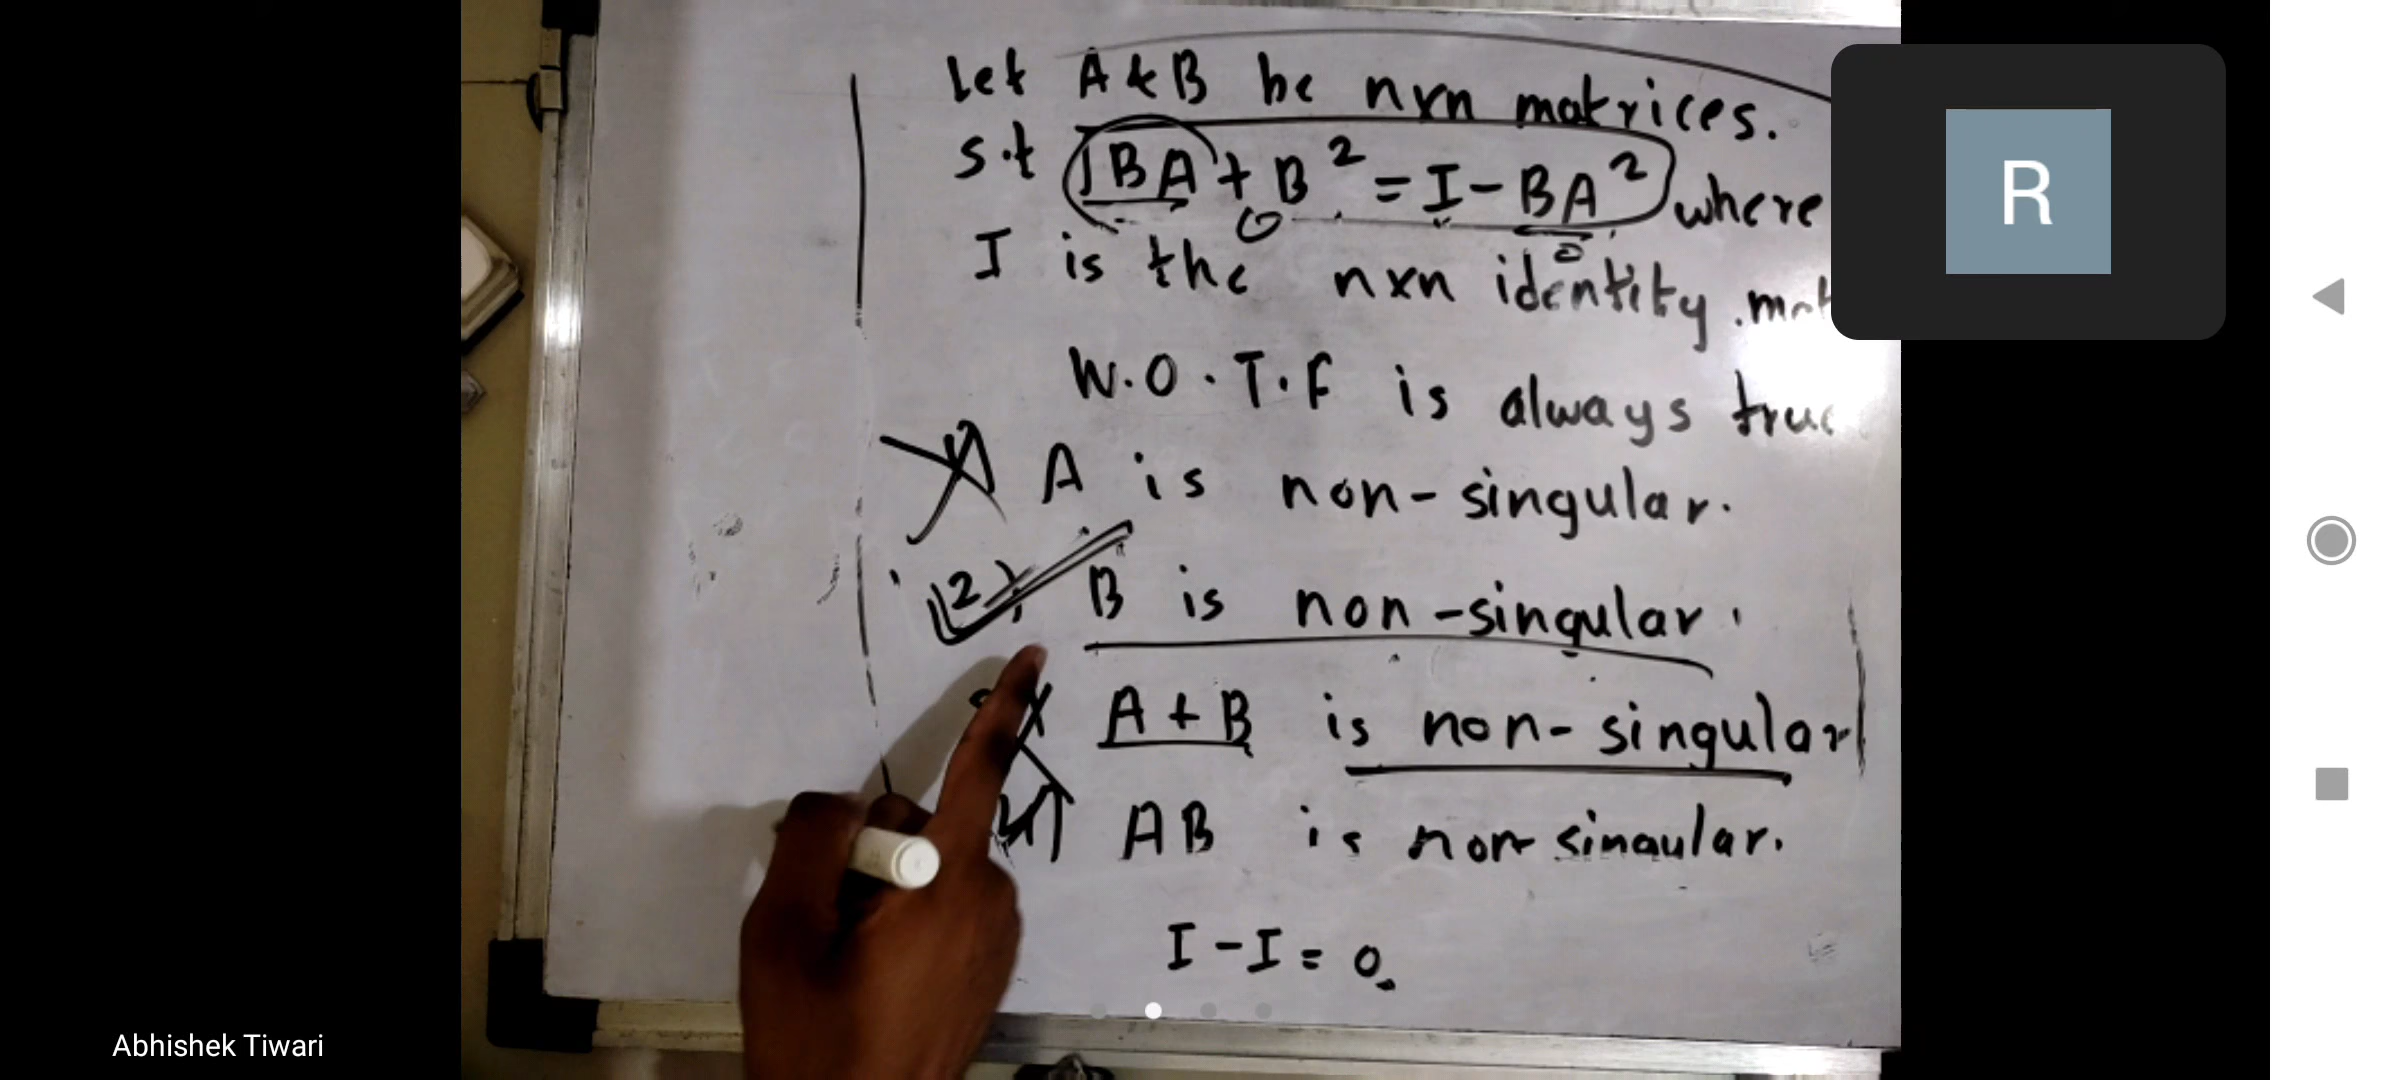 Let A & B be nxn matrices.
s.t BA + B² = I - BA² where
I is the nxn identity
W.O.T.F is always true
A is non-singular.
(2) B is non-singular.
A + B is non-singular
AB is non singular.
I - I = 0
R
Abhishek Tiwari